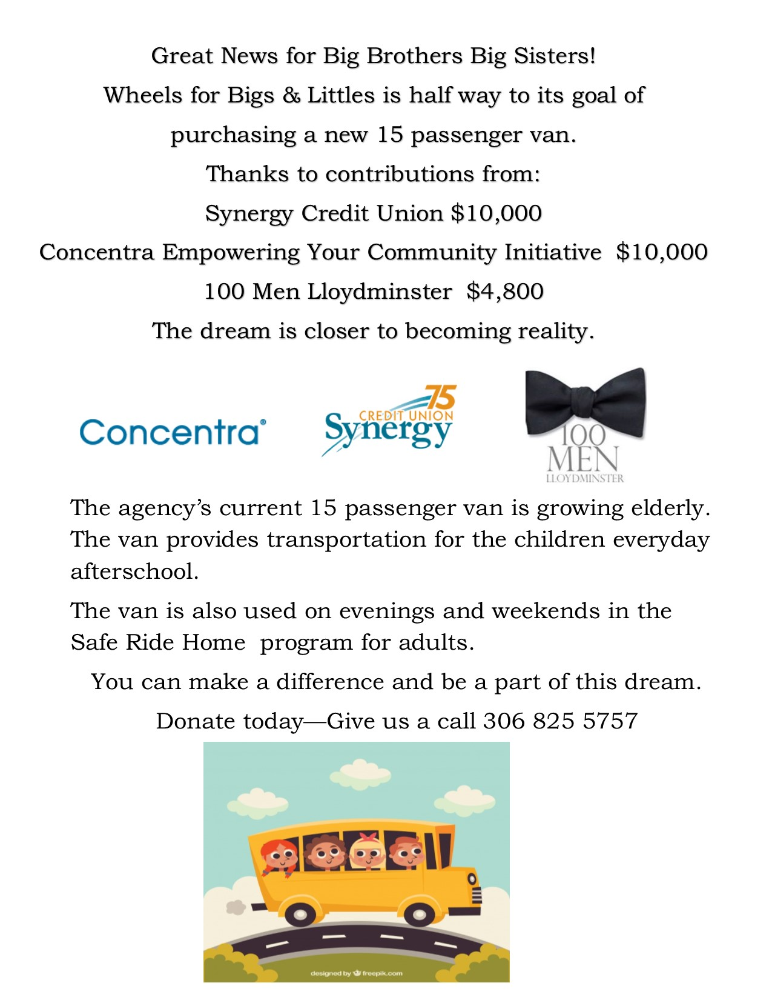 Great News for Big Brothers Big Sisters!
Wheels for Bigs & Littles is half way to its goal of
purchasing a new 15 passenger van.
Thanks to contributions from:
Synergy Credit Union $10,000
Concentra Empowering Your Community Initiative  $10,000
100 Men Lloydminster  $4,800
The dream is closer to becoming reality.
Concentra®
75
CREDIT UNION
Synergy
100
MEN
LLOYDMINSTER
The agency’s current 15 passenger van is growing elderly.
The van provides transportation for the children everyday
afterschool.
The van is also used on evenings and weekends in the
Safe Ride Home  program for adults.
You can make a difference and be a part of this dream.
Donate today—Give us a call 306 825 5757
designed by freepik.com